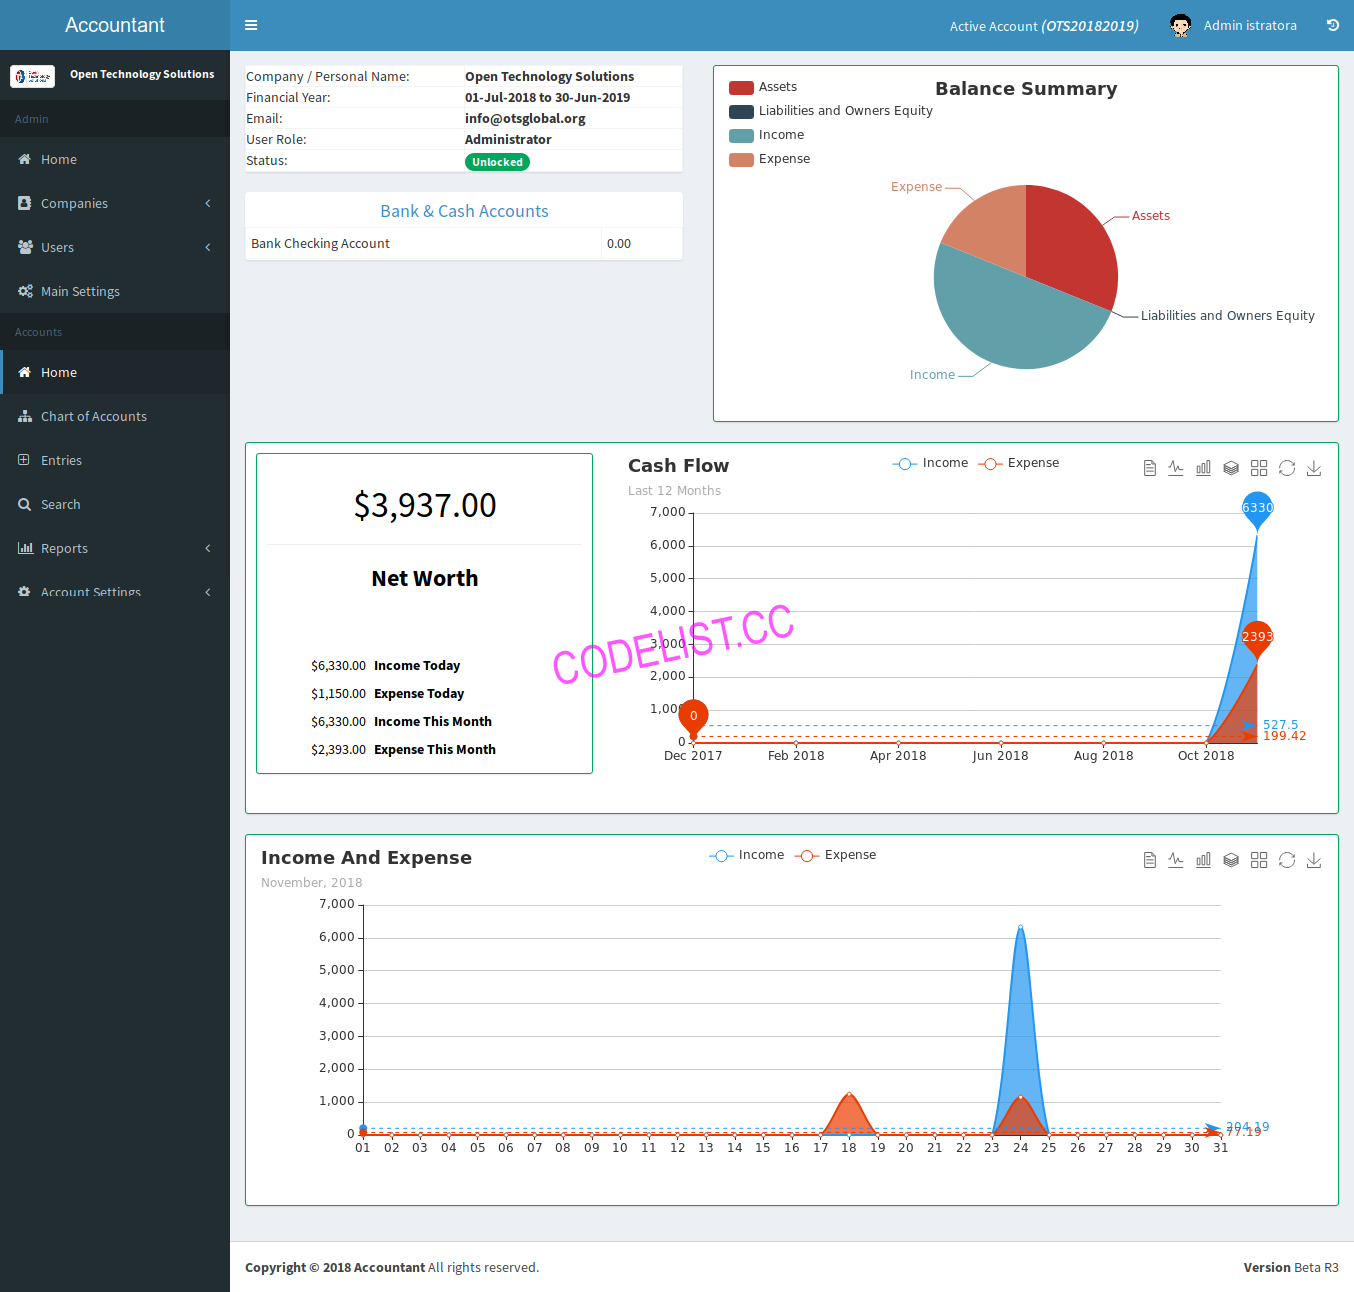 Accountant
Active Account (OTS20182019)
Admin istratora
Open Technology Solutions
Admin
Home
Companies
Users
Main Settings
Accounts
Home
Chart of Accounts
Entries
Search
Reports
Account Settings
Company / Personal Name: Open Technology Solutions
Financial Year: 01-Jul-2018 to 30-Jun-2019
Email: info@otsglobal.org
User Role: Administrator
Status: Unlocked
Bank & Cash Accounts
Bank Checking Account 0.00
Balance Summary
Assets
Liabilities and Owners Equity
Income
Expense
Expense
Assets
Liabilities and Owners Equity
Income
$3,937.00
Net Worth
$6,330.00 Income Today
$1,150.00 Expense Today
$6,330.00 Income This Month
$2,393.00 Expense This Month
Cash Flow
Last 12 Months
Income Expense
7,000
6,000
5,000
4,000
3,000
2,000
1,000
0
6330
2393
0
527.5
199.42
Dec 2017 Feb 2018 Apr 2018 Jun 2018 Aug 2018 Oct 2018
CODELIST.CC
Income And Expense
November, 2018
Income Expense
7,000
6,000
5,000
4,000
3,000
2,000
1,000
0
204.19
77.19
01 02 03 04 05 06 07 08 09 10 11 12 13 14 15 16 17 18 19 20 21 22 23 24 25 26 27 28 29 30 31
Copyright © 2018 Accountant All rights reserved.
Version Beta R3